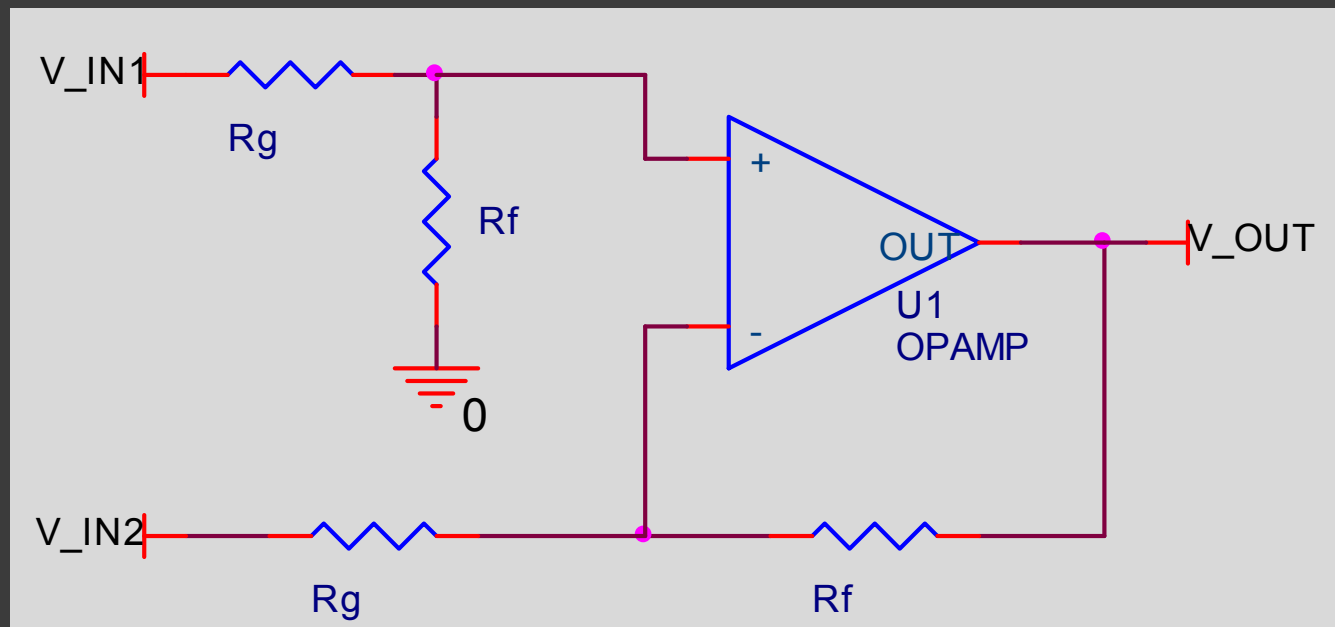 V_IN1
Rg
Rf
0
+
-
OUT
U1
OPAMP
V_OUT
V_IN2
Rg
Rf